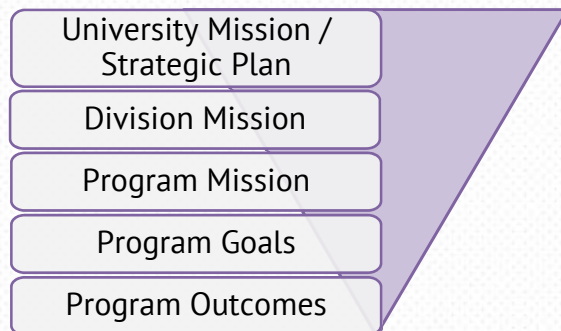 University Mission /
Strategic Plan
Division Mission
Program Mission
Program Goals
Program Outcomes